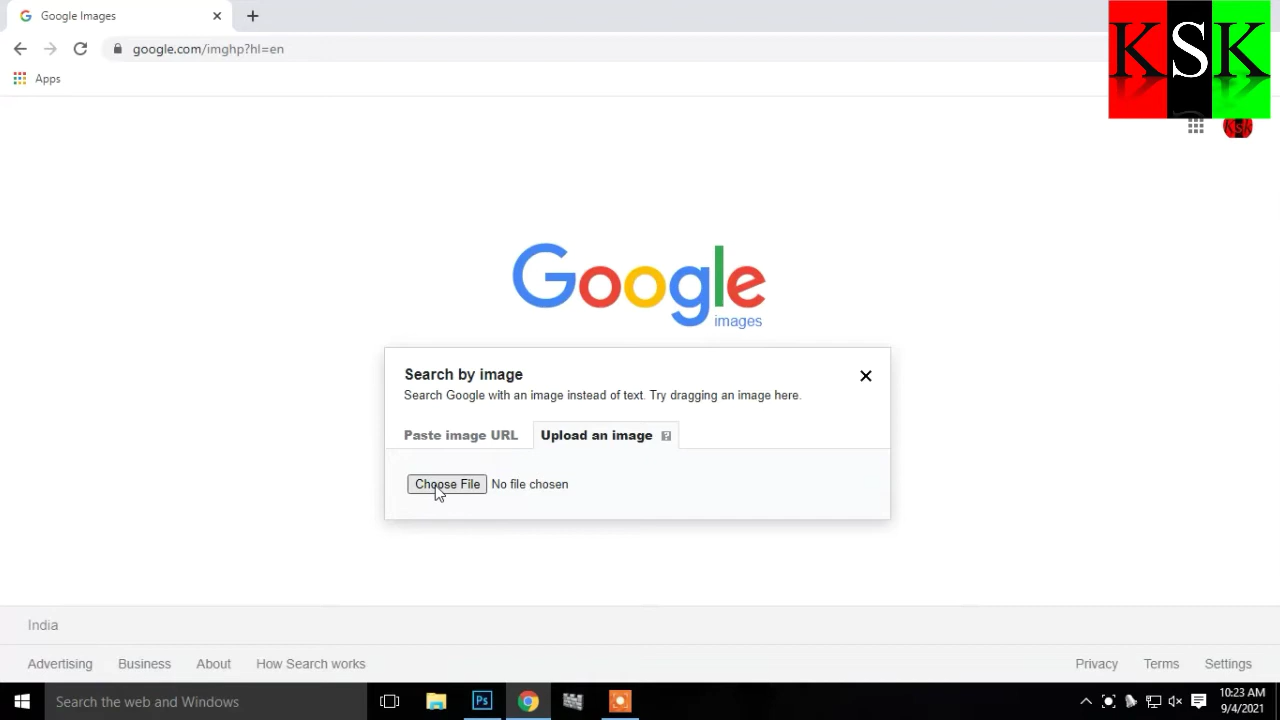 Google Images
google.com/imghp?hl=en
Apps
KSK
KSK
Google
images
Search by image
Search Google with an image instead of text. Try dragging an image here.
Paste image URL
Upload an image ?
Choose File No file chosen
India
Advertising Business About How Search works
Privacy Terms Settings
Search the web and Windows
Ps
10:23 AM
9/4/2021